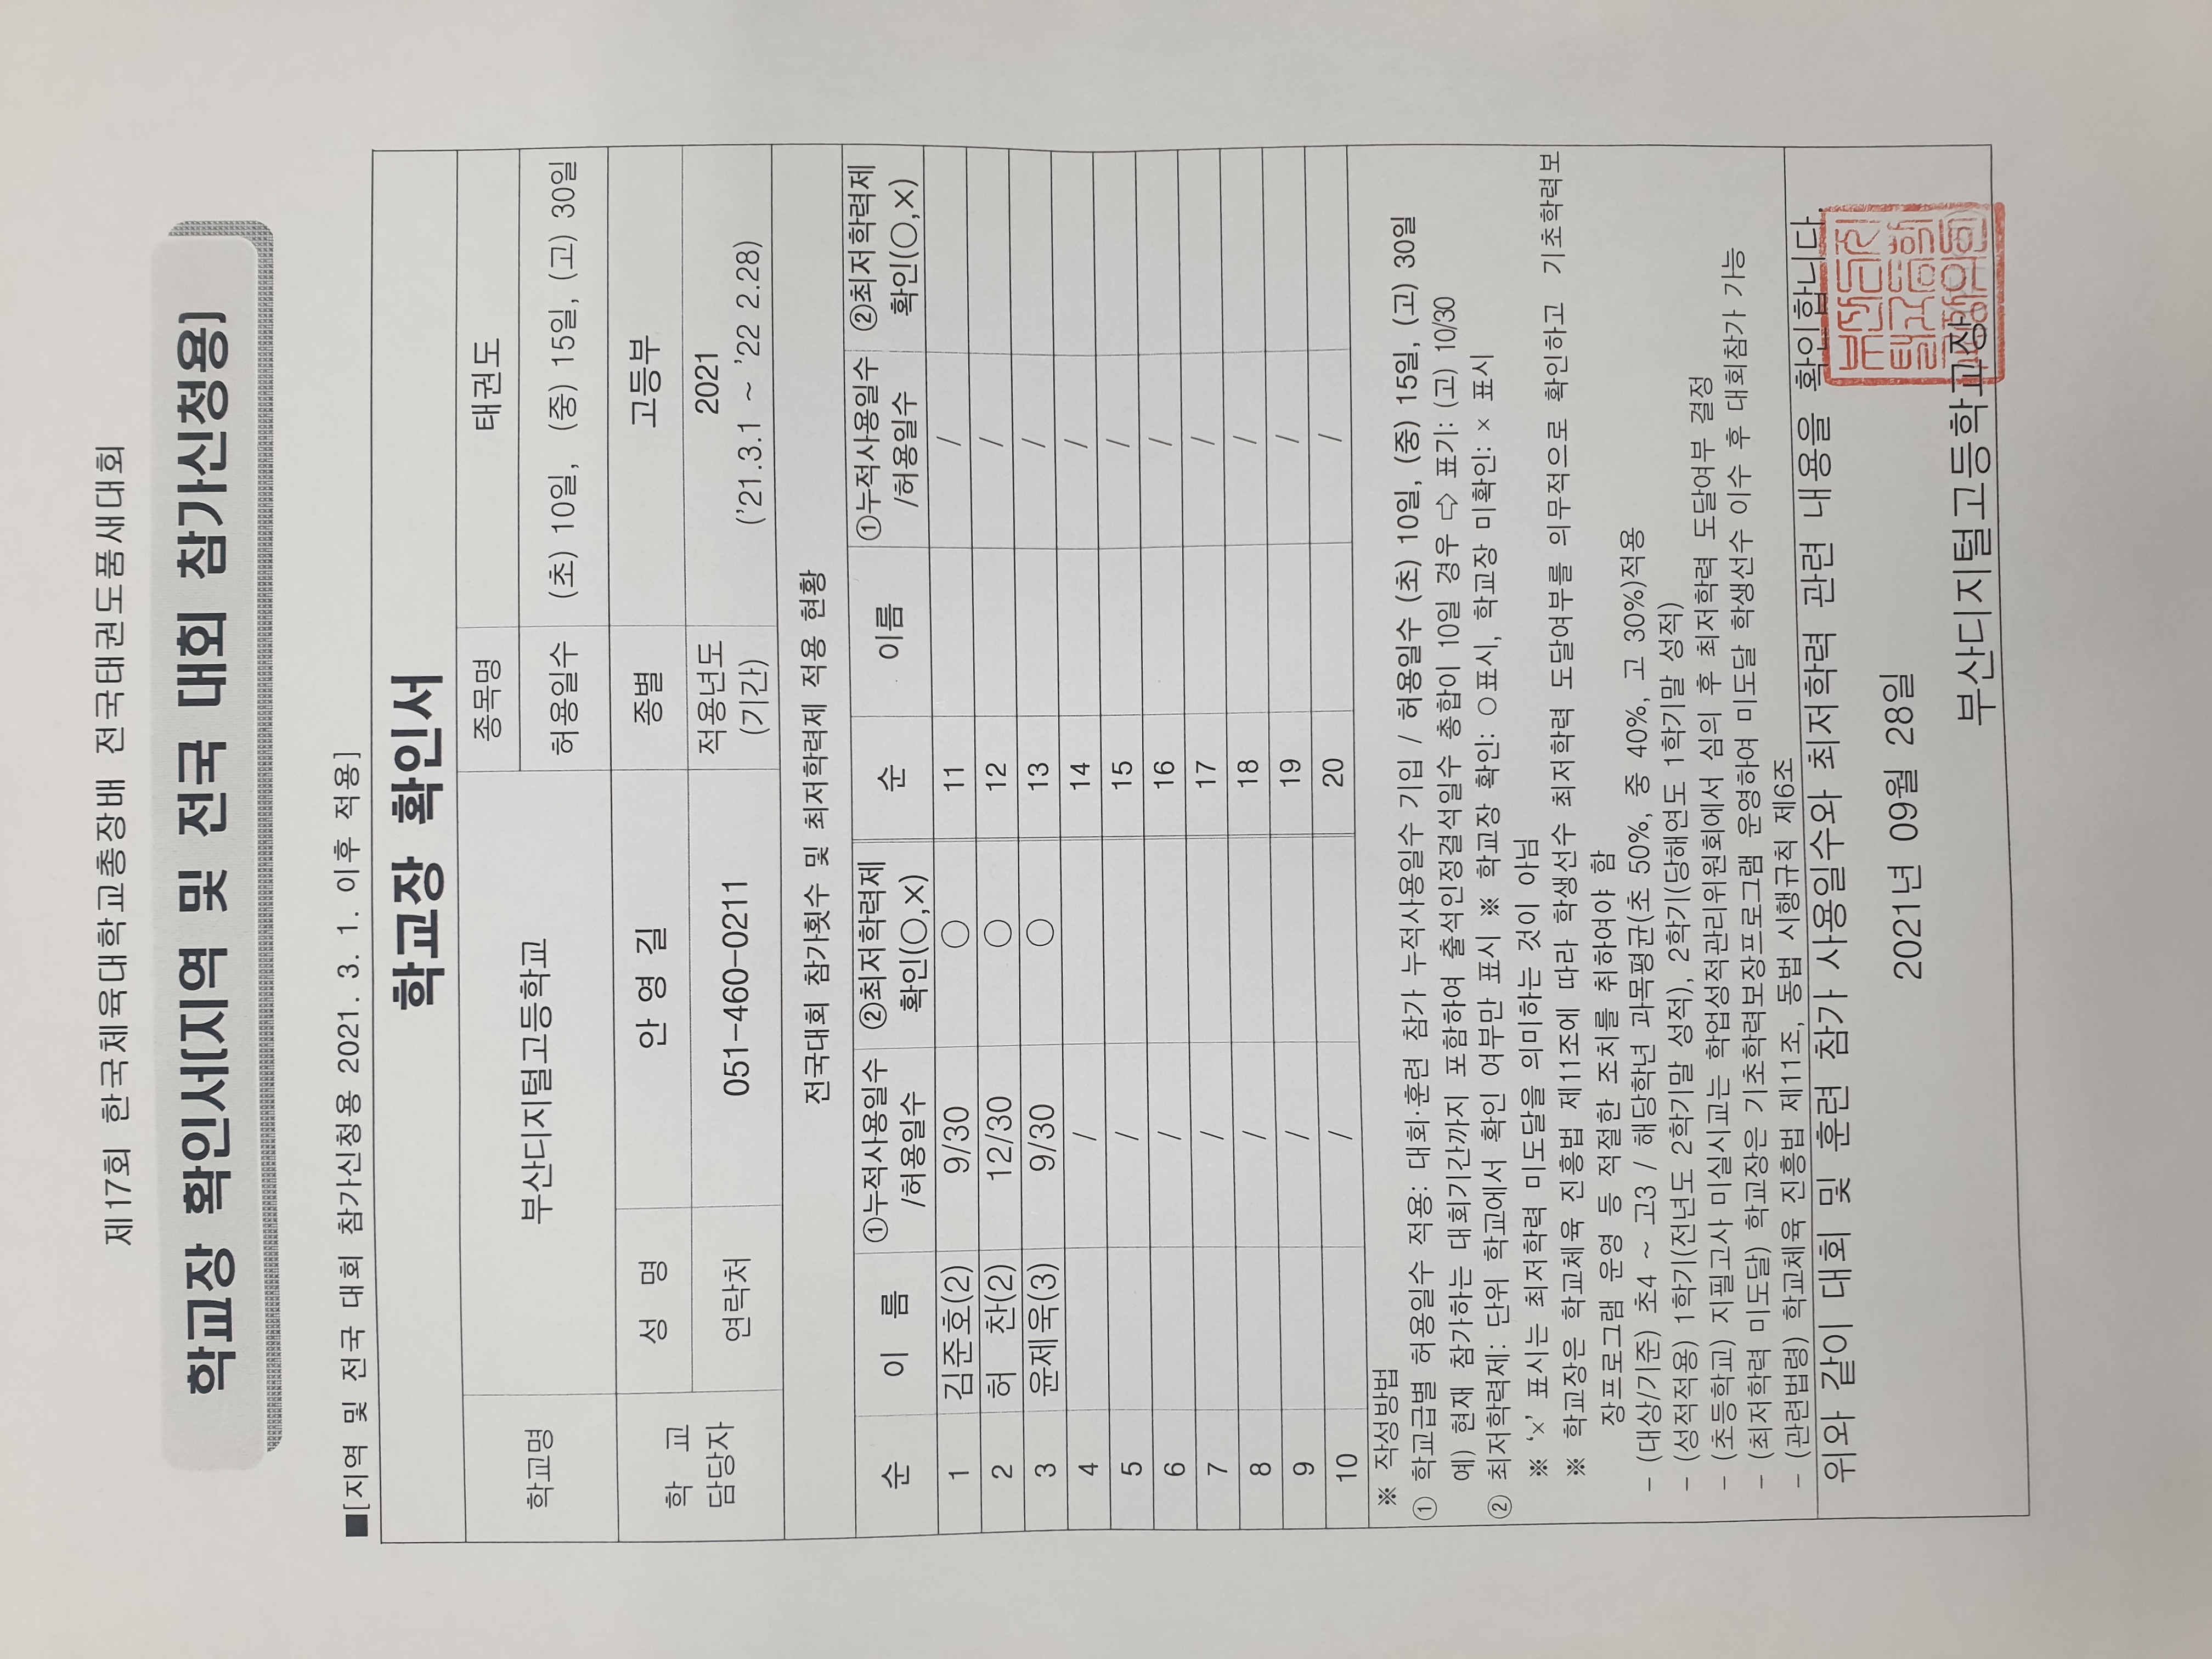 제17회 한국체육대학교총장배 전국태권도품새대회
학교장 확인서[지역 및 전국 대회 참가신청용]
■[지역 및 전국 대회 참가신청용 2021. 3. 1. 이후 적용]
학교장 확인서
학교명 부산디지털고등학교 종목명 태권도
허용일수 (초) 10일, (중) 15일, (고) 30일
학 교 담당자 성 명 안 영 길 종별 고등부
연락처 051-460-0211 적용년도 (기간) 2021 ('21.3.1 ~ '22 2.28)
전국대회 참가횟수 및 최저학력제 적용 현황
순 이 름 ①누적사용일수 /허용일수 ②최저학력제 확인(○,×) 순 이름 ①누적사용일수 /허용일수 ②최저학력제 확인(○,×)
1 김준호(2) 9/30 ○ 11 /
2 허 찬(2) 12/30 ○ 12 /
3 윤제욱(3) 9/30 ○ 13 /
4 / 14 /
5 / 15 /
6 / 16 /
7 / 17 /
8 / 18 /
9 / 19 /
10 / 20 /
※ 작성방법
① 학교급별 허용일수 적용: 대회·훈련 참가 누적사용일수 기입 / 허용일수 (초) 10일, (중) 15일, (고) 30일
예) 현재 참가하는 대회기간까지 포함하여 출석인정결석일수 총합이 10일 경우 ⇨ 표기: (고) 10/30
② 최저학력제: 단위 학교에서 확인 여부만 표시 ※ 학교장 확인: ○표시, 학교장 미확인: × 표시
※ '×' 표시는 최저학력 미도달을 의미하는 것이 아님
※ 학교장은 학교체육 진흥법 제11조에 따라 학생선수 최저학력 도달여부를 의무적으로 확인하고 기초학력보
장프로그램 운영 등 적절한 조치를 취하여야 함
- (대상/기준) 초4 ~ 고3 / 해당학년 과목평균(초 50%, 중 40%, 고 30%)적용
- (성적적용) 1학기(전년도 2학기말 성적), 2학기(당해연도 1학기말 성적)
- (초등학교) 지필고사 미실시교는 학업성적관리위원회에서 심의 후 최저학력 도달여부 결정
- (최저학력 미도달) 학교장은 기초학력보장프로그램 운영하여 미도달 학생선수 이수 후 대회참가 가능
- (관련법령) 학교체육 진흥법 제11조, 동법 시행규칙 제6조
위와 같이 대회 및 훈련 참가 사용일수와 최저학력 관련 내용을 확인합니다.
2021년 09월 28일
부산디지털고등학교장